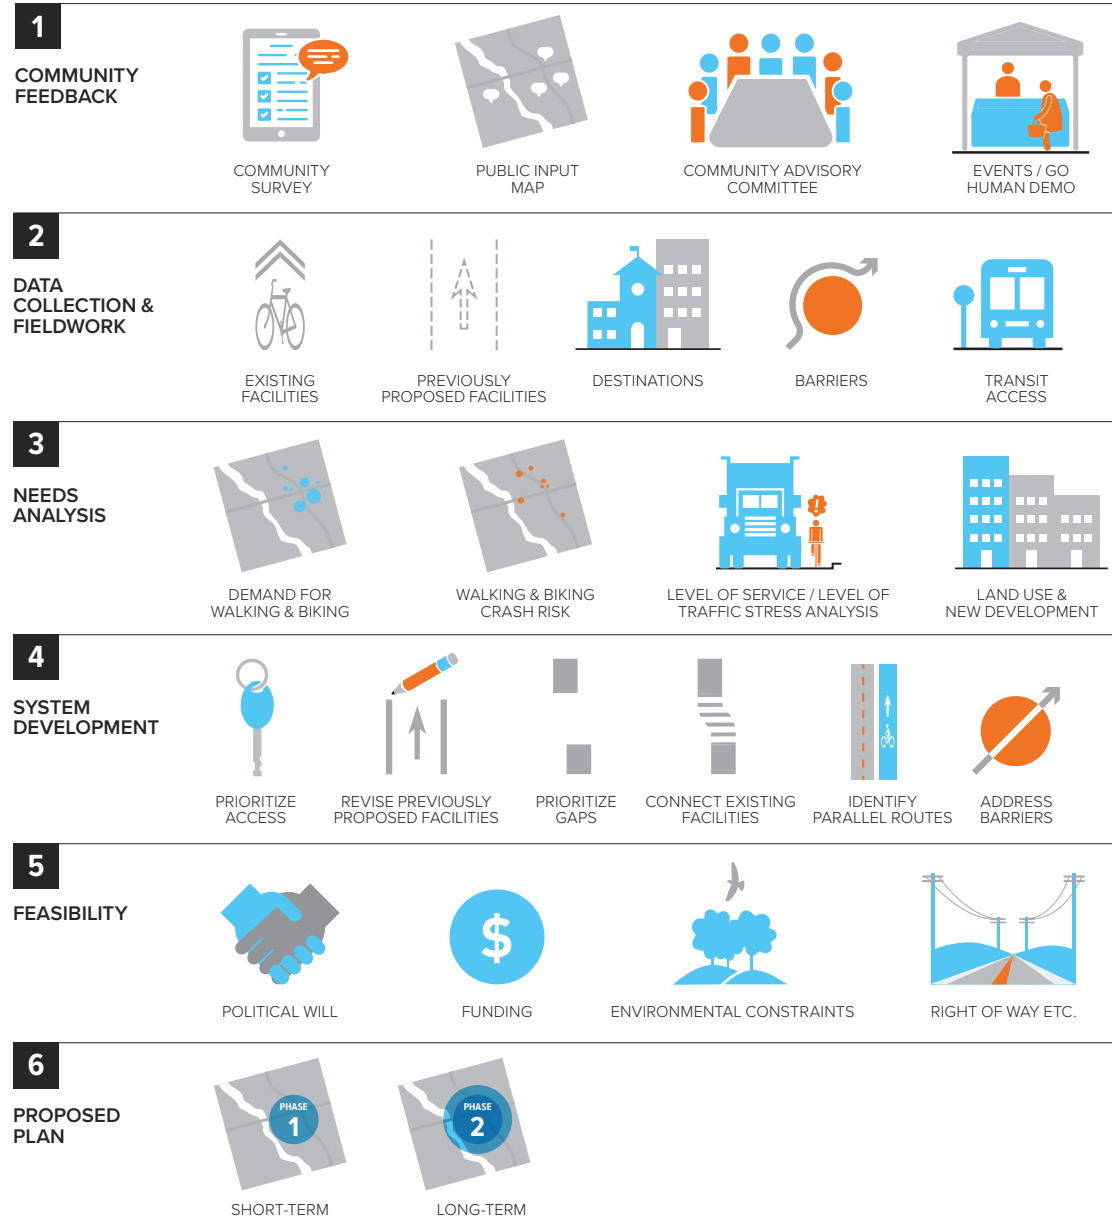 1
COMMUNITY
FEEDBACK
COMMUNITY
SURVEY
PUBLIC INPUT
MAP
COMMUNITY ADVISORY
COMMITTEE
EVENTS / GO
HUMAN DEMO
2
DATA
COLLECTION &
FIELDWORK
EXISTING
FACILITIES
PREVIOUSLY
PROPOSED FACILITIES
DESTINATIONS
BARRIERS
TRANSIT
ACCESS
3
NEEDS
ANALYSIS
!
DEMAND FOR
WALKING & BIKING
WALKING & BIKING
CRASH RISK
LEVEL OF SERVICE / LEVEL OF
TRAFFIC STRESS ANALYSIS
LAND USE &
NEW DEVELOPMENT
4
SYSTEM
DEVELOPMENT
PRIORITIZE
ACCESS
REVISE PREVIOUSLY
PROPOSED FACILITIES
PRIORITIZE
GAPS
CONNECT EXISTING
FACILITIES
IDENTIFY
PARALLEL ROUTES
ADDRESS
BARRIERS
5
FEASIBILITY
$
POLITICAL WILL
FUNDING
ENVIRONMENTAL CONSTRAINTS
RIGHT OF WAY ETC.
6
PROPOSED
PLAN
PHASE
1
PHASE
2
SHORT-TERM
LONG-TERM